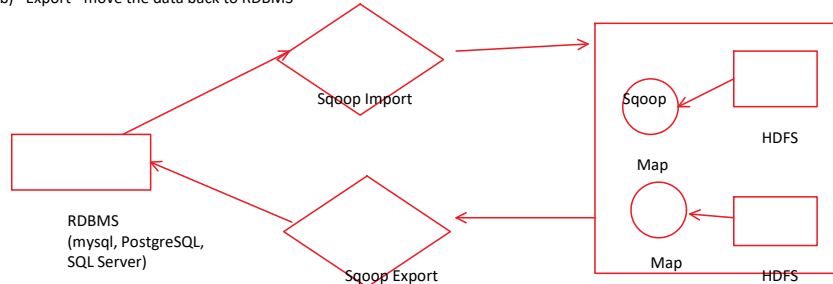 b) Export - move the data back to RDBMS
Sqoop Import
Sqoop
HDFS
Map
RDBMS
(mysql, PostgreSQL,
SQL Server)
Sqoop Export
Map
HDFS